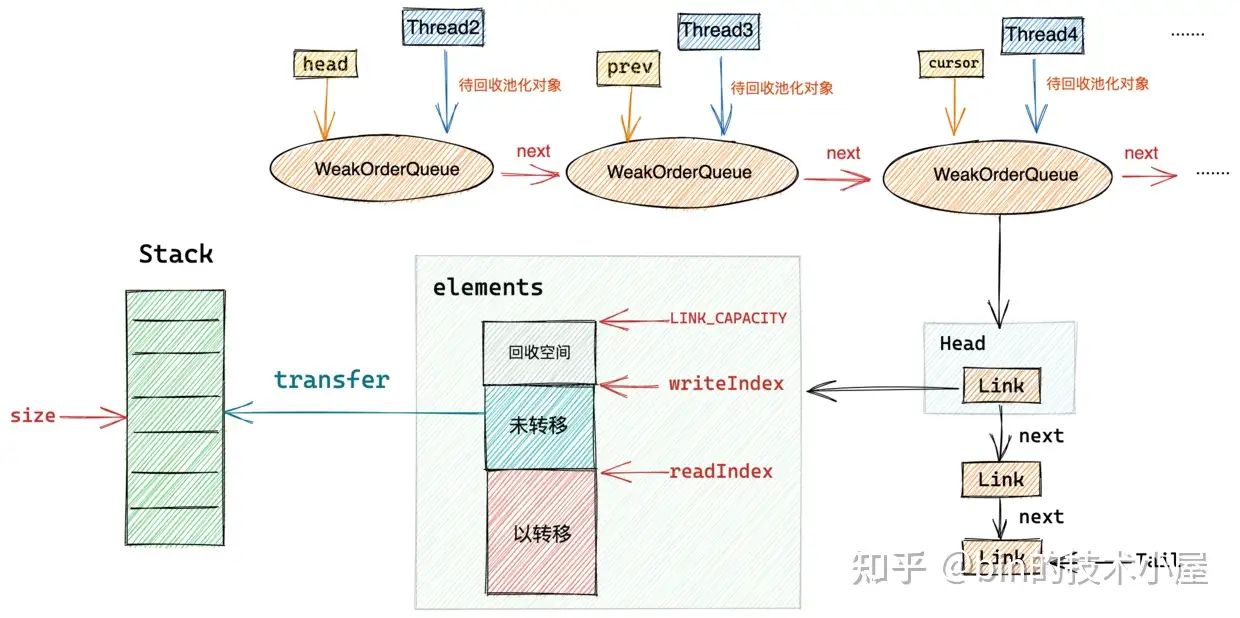 Thread2
Thread3
Thread4
.......
head
prev
cursor
待回收池化对象
待回收池化对象
待回收池化对象
WeakOrderQueue
next
WeakOrderQueue
next
WeakOrderQueue
next
......
Stack
elements
LINK_CAPACITY
回收空间
Head
transfer
writeIndex
Link
size
未转移
next
readIndex
Link
next
以转移
Link
Tail
知乎 @bin的技术小屋